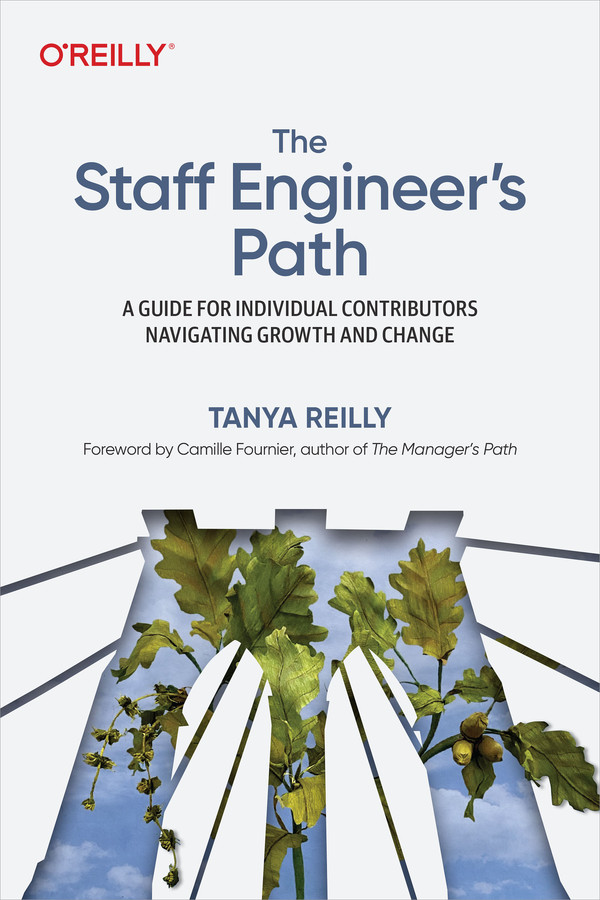 O'REILLY®
The
Staff Engineer's
Path
A GUIDE FOR INDIVIDUAL CONTRIBUTORS
NAVIGATING GROWTH AND CHANGE
TANYA REILLY
Foreword by Camille Fournier, author of The Manager's Path